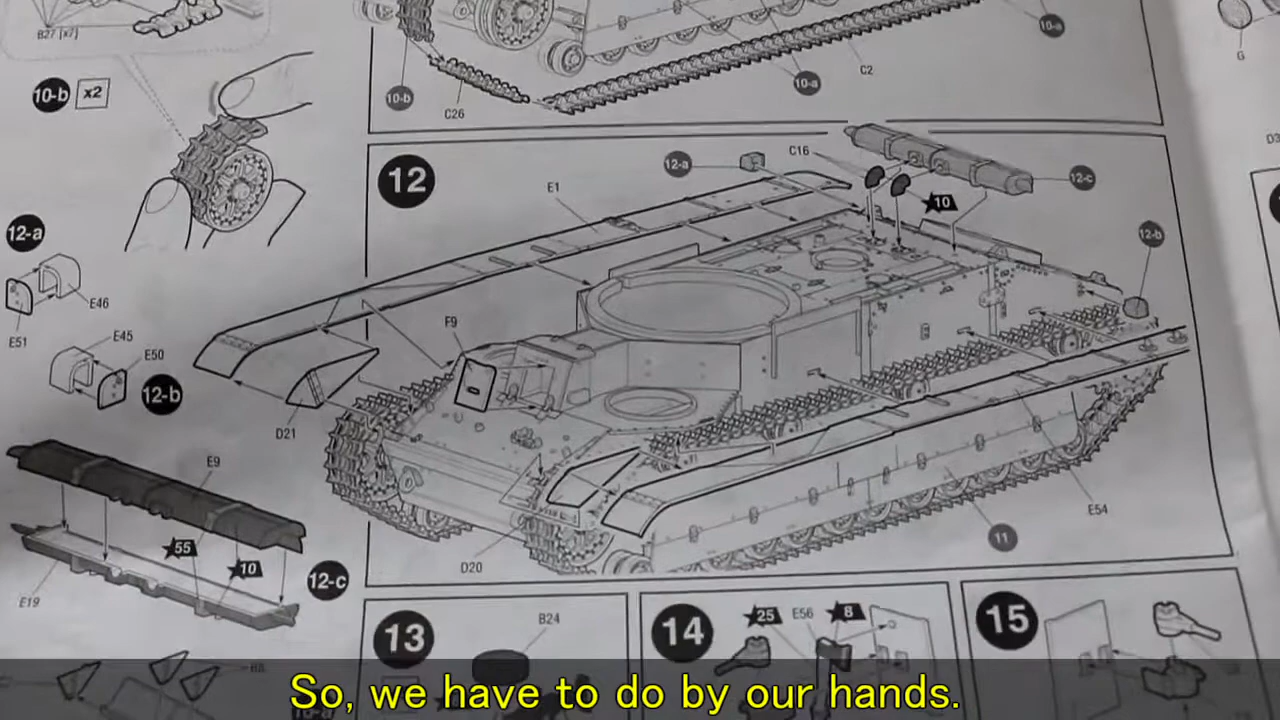 B27 [x7]
10-b x2
10-b
C26
10-a
C2
10-a
G
12
12-a
C16
12-c
10
12-b
E1
12-a
E46
E51
E45
E50
12-b
F9
D21
E9
55
10
12-c
E19
D20
11
E54
13
B24
14
25
E56
8
15
So, we have to do by our hands.